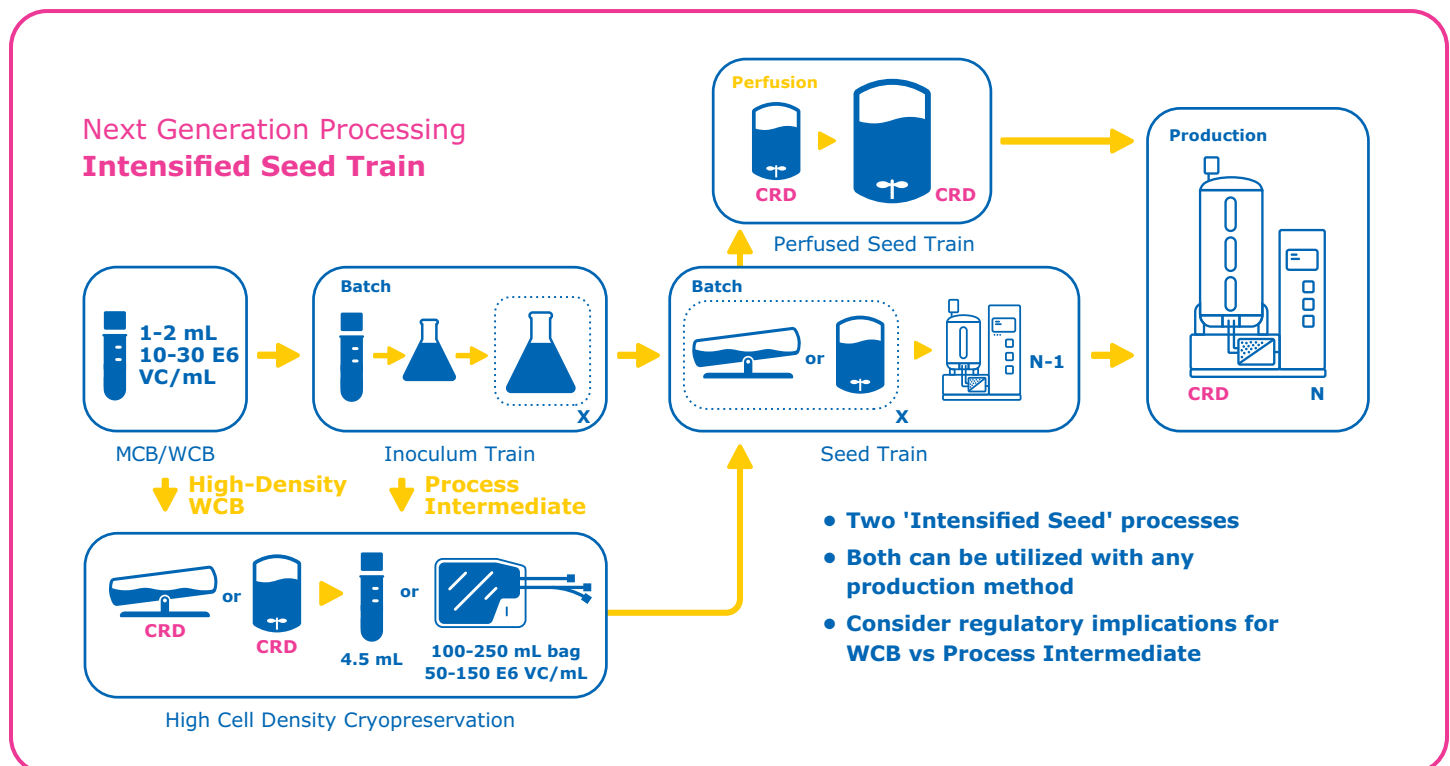 Next Generation Processing
Intensified Seed Train
Perfusion
CRD
CRD
Perfused Seed Train
Production
CRD
N
1-2 mL
10-30 E6
VC/mL
MCB/WCB
Batch
X
Inoculum Train
Batch
or
X
N-1
Seed Train
High-Density
WCB
Process
Intermediate
or
CRD
CRD
4.5 mL
or
100-250 mL bag
50-150 E6 VC/mL
High Cell Density Cryopreservation
• Two 'Intensified Seed' processes
• Both can be utilized with any
production method
• Consider regulatory implications for
WCB vs Process Intermediate